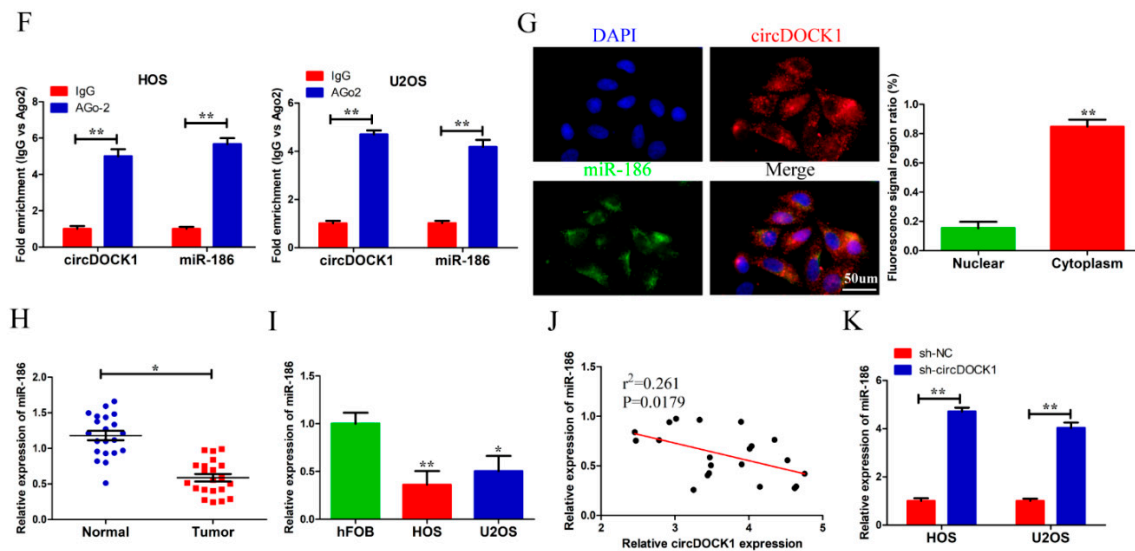 F
HOS
IgG
AGo-2
Fold enrichment (IgG vs Ago2)
8
6
4
2
0
**
**
circDOCK1
miR-186
U2OS
IgG
AGo2
Fold enrichment (IgG vs Ago2)
6
4
2
0
**
**
circDOCK1
miR-186
G
DAPI
circDOCK1
miR-186
Merge
50um
Fluorescence signal region ratio (%)
1.0
0.8
0.6
0.4
0.2
0.0
**
Nuclear
Cytoplasm
H
Relative expression of miR-186
2.0
1.5
1.0
0.5
0.0
*
Normal
Tumor
I
Relative expression of miR-186
1.5
1.0
0.5
0.0
**
*
hFOB
HOS
U2OS
J
Relative expression of miR-186
1.5
1.0
0.5
0.0
r²=0.261
P=0.0179
2
3
4
5
Relative circDOCK1 expression
K
sh-NC
sh-circDOCK1
Relative expression of miR-186
6
4
2
0
**
**
HOS
U2OS